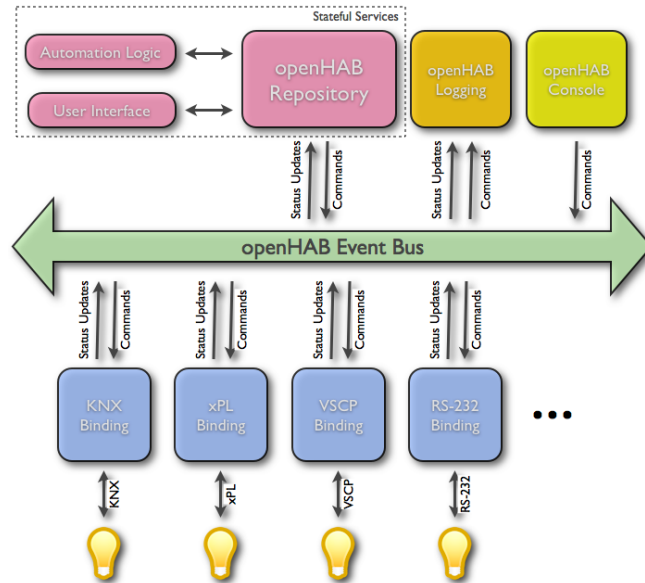 Stateful Services
Automation Logic
User Interface
openHAB
Repository
openHAB
Logging
openHAB
Console
Status Updates
Commands
Status Updates
Commands
Commands
openHAB Event Bus
Status Updates
Commands
Status Updates
Commands
Status Updates
Commands
Status Updates
Commands
KNX
Binding
xPL
Binding
VSCP
Binding
RS-232
Binding
...
KNX
xPL
VSCP
RS-232